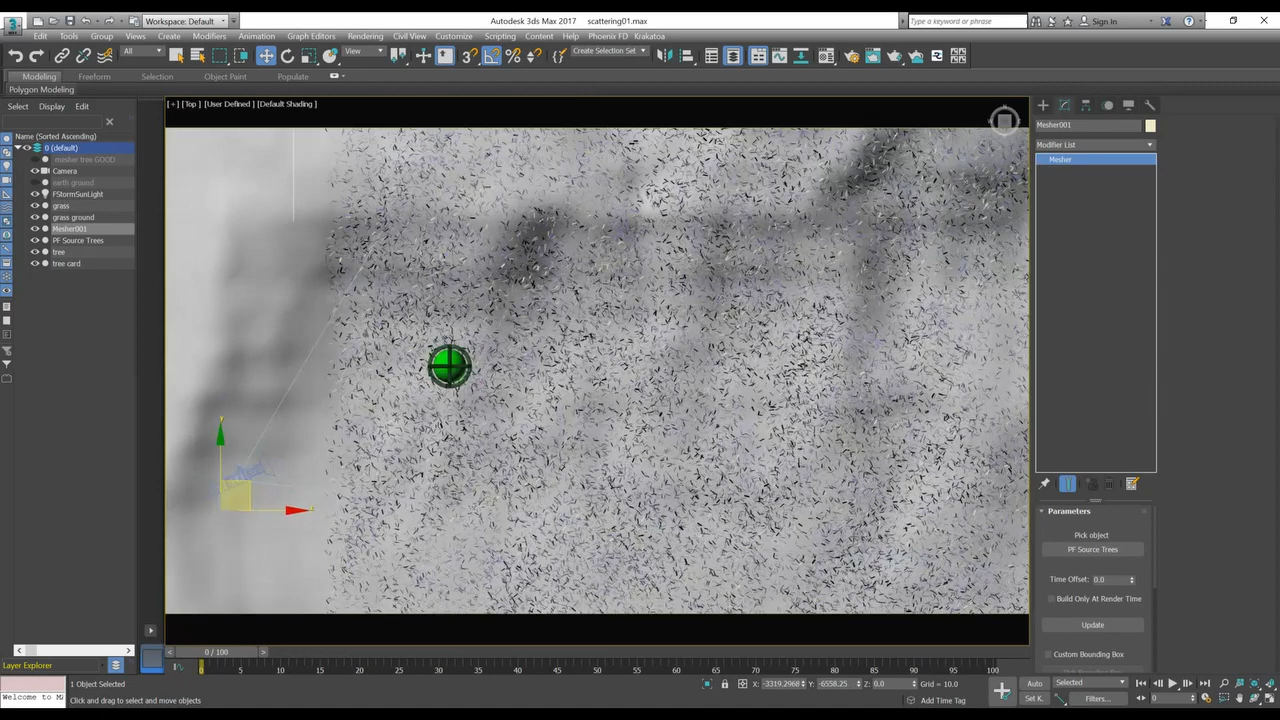 Workspace: Default
Autodesk 3ds Max 2017 scattering01.max
Type a keyword or phrase
Sign In
Edit Tools Group Views Create Modifiers Animation Graph Editors Rendering Civil View Customize Scripting Content Help Phoenix FD Krakatoa
All
View
Create Selection Set
Modeling Freeform Selection Object Paint Populate
Polygon Modeling
Select Display Edit
[+] [Top ] [User Defined ] [Default Shading ]
Name (Sorted Ascending)
0 (default)
mesher tree GOOD
Camera
earth ground
FStormSunLight
grass
grass ground
Mesher001
PF Source Trees
tree
tree card
Mesher001
Modifier List
Mesher
Parameters
Pick object
PF Source Trees
Time Offset: 0.0
Build Only At Render Time
Update
Custom Bounding Box
0 / 100
Layer Explorer
0 5 10 15 20 25 30 35 40 45 50 55 60 65 70 75 80 85 90 95 100
1 Object Selected
X: -3319.2968 Y: -6558.25 Z: 0.0 Grid = 10.0
Auto Selected
Welcome to M
Click and drag to select and move objects
Add Time Tag
Set K. Filters... 0